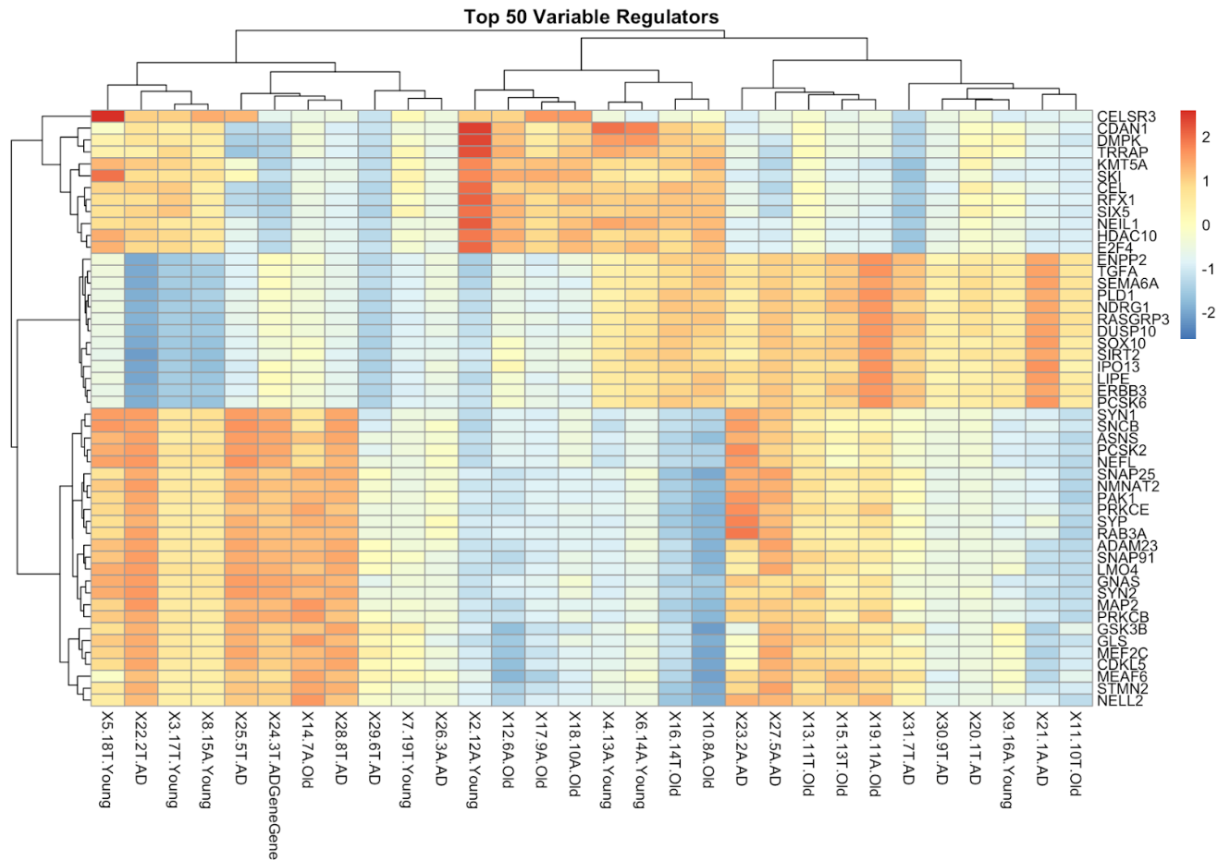 Top 50 Variable Regulators
CELSR3
CDAN1
DMPK
TRRAP
KMT5A
SKI
CEL
RFX1
SIX5
NEIL1
HDAC10
E2F4
ENPP2
TGFA
SEMA6A
PLD1
NDRG1
RASGRP3
DUSP10
SOX10
SIRT2
IPO13
LIPE
ERBB3
PCSK6
SYN1
SNCB
ASNS
PCSK2
NEFL
SNAP25
NMNAT2
PAK1
PRKCE
SYP
RAB3A
ADAM23
SNAP91
LMO4
GNAS
SYN2
MAP2
PRKCB
GSK3B
GLS
MEF2C
CDKL5
MEAF6
STMN2
NELL2
2
1
0
-1
-2
X5.18T.Young
X22.2T.AD
X3.17T.Young
X8.15A.Young
X25.5T.AD
X24.3T.ADGeneGene
X14.7A.Old
X28.8T.AD
X29.6T.AD
X7.19T.Young
X26.3A.AD
X2.12A.Young
X12.6A.Old
X17.9A.Old
X18.10A.Old
X4.13A.Young
X6.14A.Young
X16.14T.Old
X10.8A.Old
X23.2A.AD
X27.5A.AD
X63.11T.Old
X15.13T.Old
X19.11A.Old
X31.7T.AD
X30.9T.AD
X20.1T.AD
X9.16A.Young
X21.1A.AD
X11.10T.Old